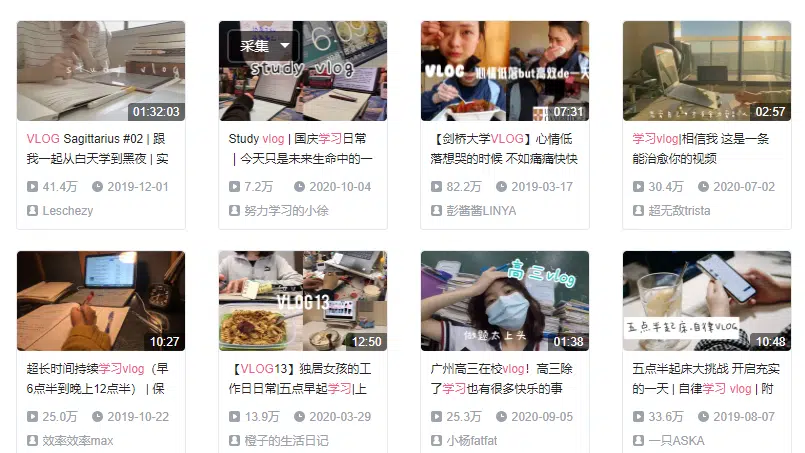 study vlog
01:32:03
VLOG Sagittarius #02 | 跟
我一起从白天学到黑夜 | 实
41.4万 2019-12-01
Leschezy
采集
6:09
study vlog
Study vlog | 国庆学习日常
| 今天只是未来生命中的一
7.2万 2020-10-04
努力学习的小徐
VLOG 心情低落but高效de一天
07:31
【剑桥大学VLOG】心情低
落想哭的时候 不如痛痛快快
82.2万 2019-03-17
彭酱酱LINYA
02:57
学习vlog|相信我 这是一条
能治愈你的视频
30.4万 2020-07-02
超无敌trista
10:27
超长时间持续学习vlog（早
6点半到晚上12点半） | 保
25.0万 2019-10-22
效率效率max
VLOG13
12:50
【VLOG13】独居女孩的工
作日日常|五点早起学习|上
13.9万 2020-03-29
橙子的生活日记
高三vlog
做题太上头
01:38
广州高三在校vlog！高三除
了学习也有很多快乐的事
25.3万 2020-09-05
小杨fatfat
五点半起床,自律VLOG
10:48
五点半起床大挑战 开启充实
的一天 | 自律学习 vlog | 附
33.6万 2019-08-07
一只ASKA